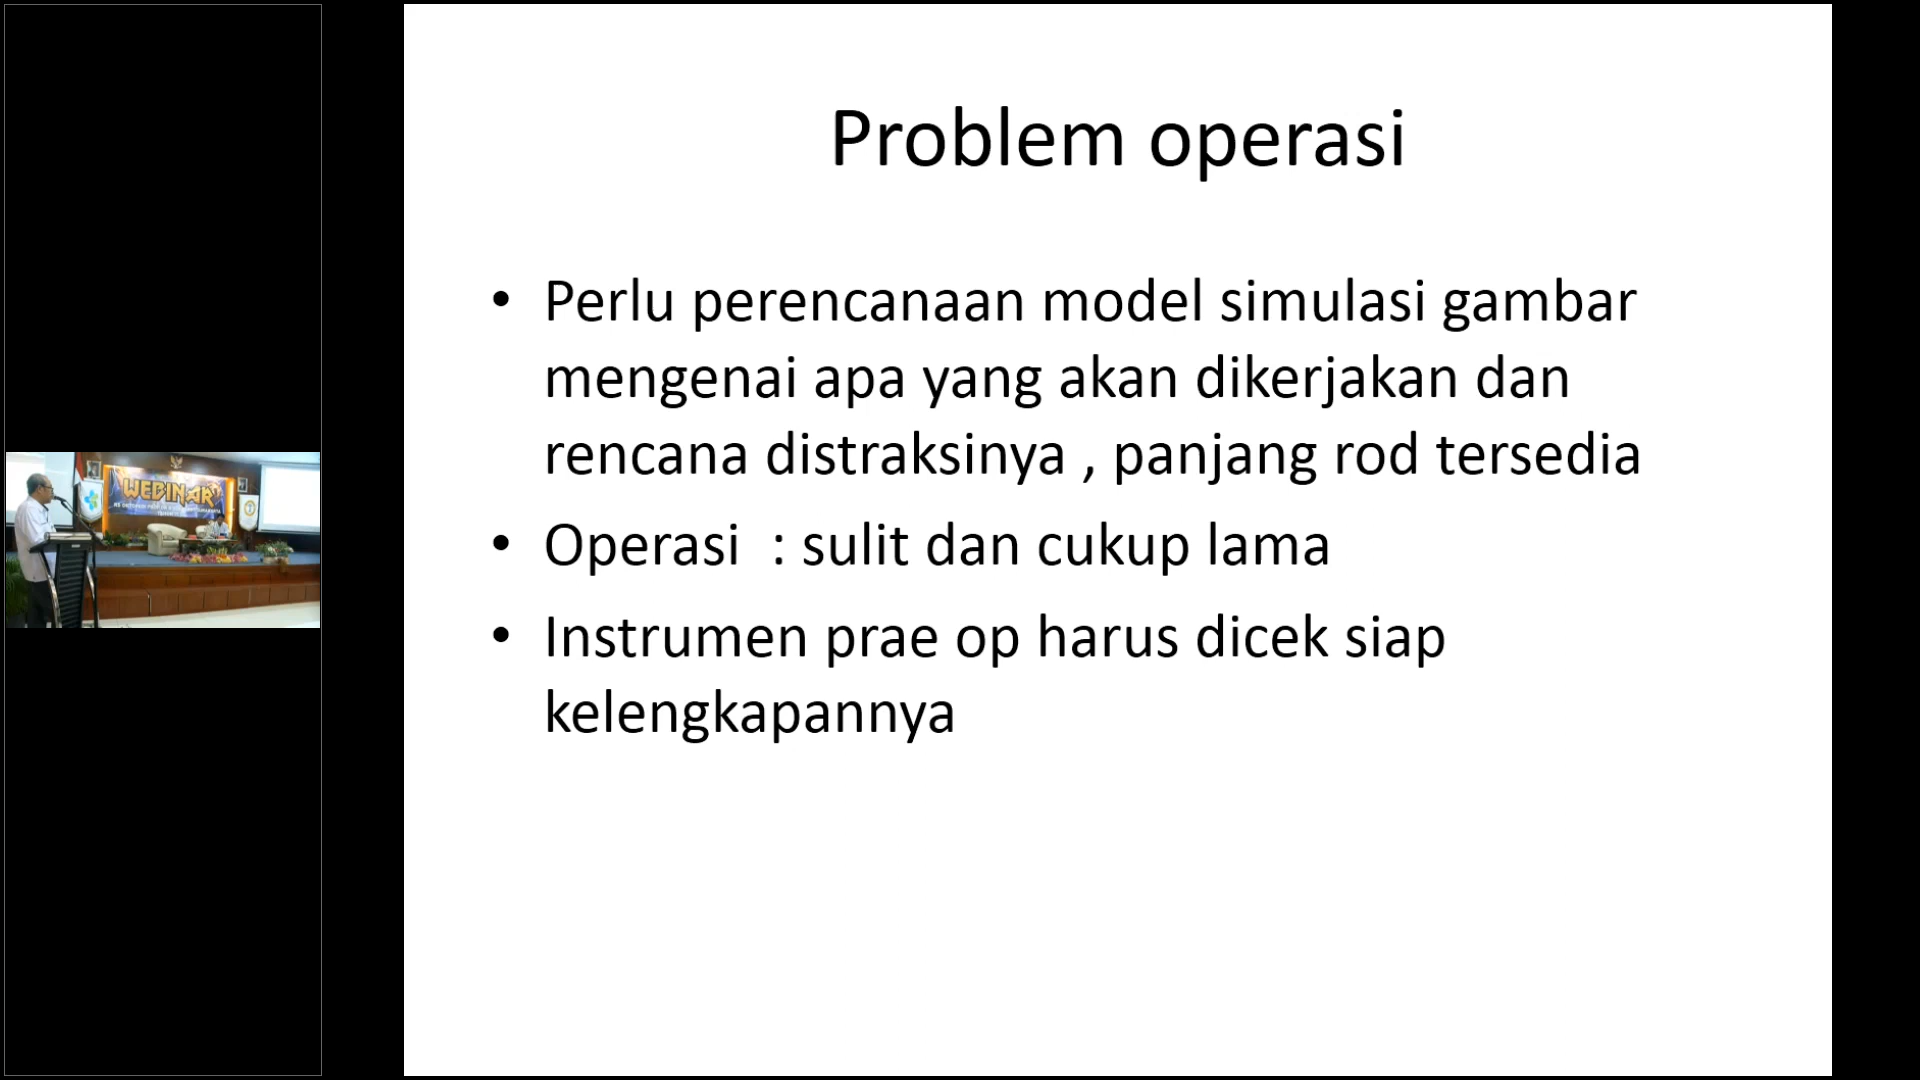 Problem operasi
• Perlu perencanaan model simulasi gambar
mengenai apa yang akan dikerjakan dan
rencana distraksinya , panjang rod tersedia
• Operasi  : sulit dan cukup lama
• Instrumen prae op harus dicek siap
kelengkapannya
WEBINAR